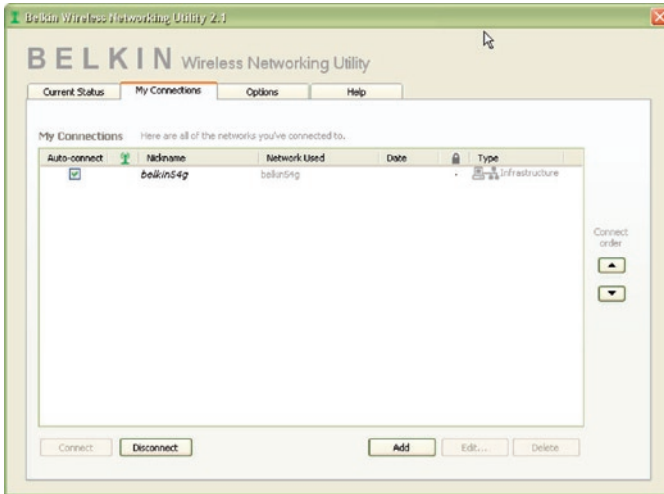 Belkin Wireless Networking Utility 2.1
BELKIN Wireless Networking Utility
Current Status My Connections Options Help
My Connections Here are all of the networks you've connected to.
Auto-connect Nickname Network Used Date Type
belkin54g belkin54g - Infrastructure
Connect order
Connect Disconnect Add Edit... Delete